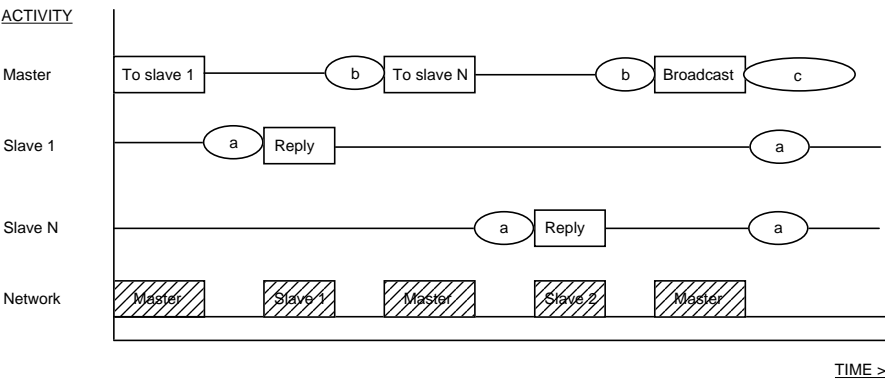 ACTIVITY
Master To slave 1 b To slave N b Broadcast c
Slave 1 a Reply a
Slave N a Reply a
Network Master Slave 1 Master Slave 2 Master
TIME >